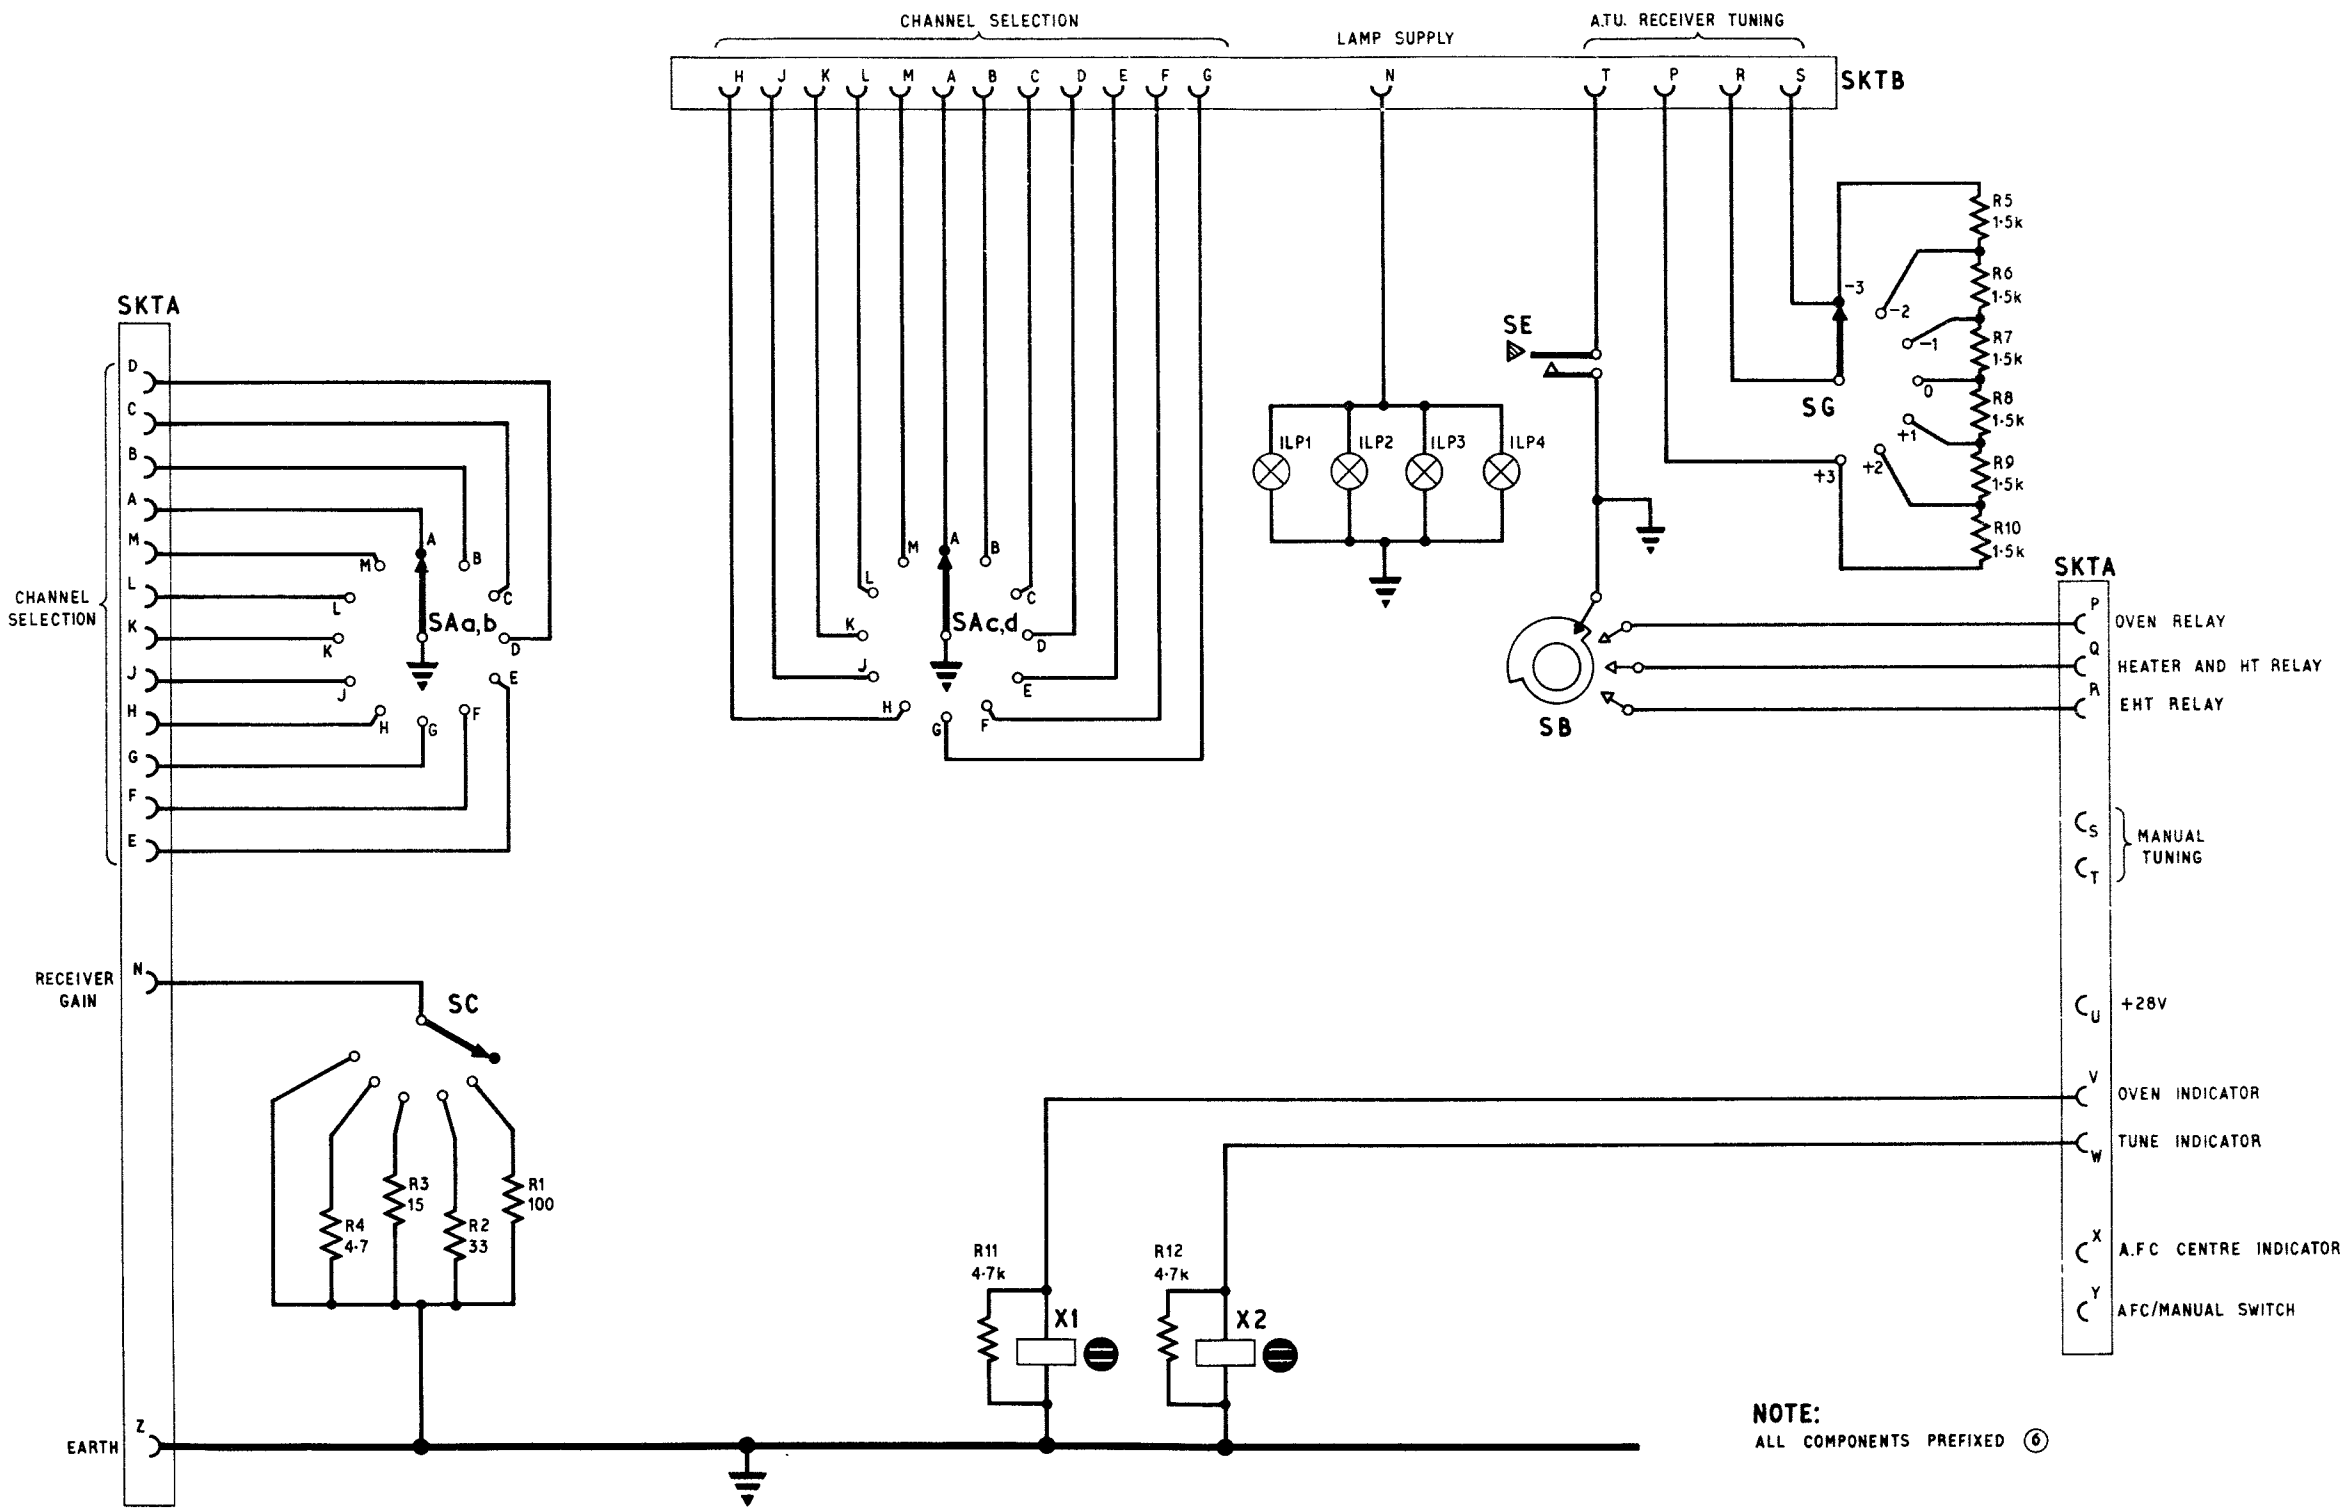 CHANNEL SELECTION
LAMP SUPPLY
A.T.U. RECEIVER TUNING
H J K L M A B C D E F G N T P R S
SKTB
R5
1·5k
R6
1·5k
R7
1·5k
R8
1·5k
R9
1·5k
R10
1·5k
-3
-2
-1
0
+1
+2
+3
SG
SE
ILP1 ILP2 ILP3 ILP4
SKTA
D
C
B
A
M
L
K
J
H
G
F
E
CHANNEL
SELECTION
A
B
C
D
E
F
G
H
J
K
L
M
SAa,b
A
B
C
D
E
F
G
H
J
K
L
M
SAc,d
SB
SKTA
P OVEN RELAY
Q HEATER AND HT RELAY
R EHT RELAY
S
T
MANUAL
TUNING
U +28V
V OVEN INDICATOR
W TUNE INDICATOR
X A.F.C CENTRE INDICATOR
Y AFC/MANUAL SWITCH
N
RECEIVER
GAIN
SC
R4
4·7
R3
15
R2
33
R1
100
R11
4·7k
X1
R12
4·7k
X2
Z
EARTH
NOTE:
ALL COMPONENTS PREFIXED 6